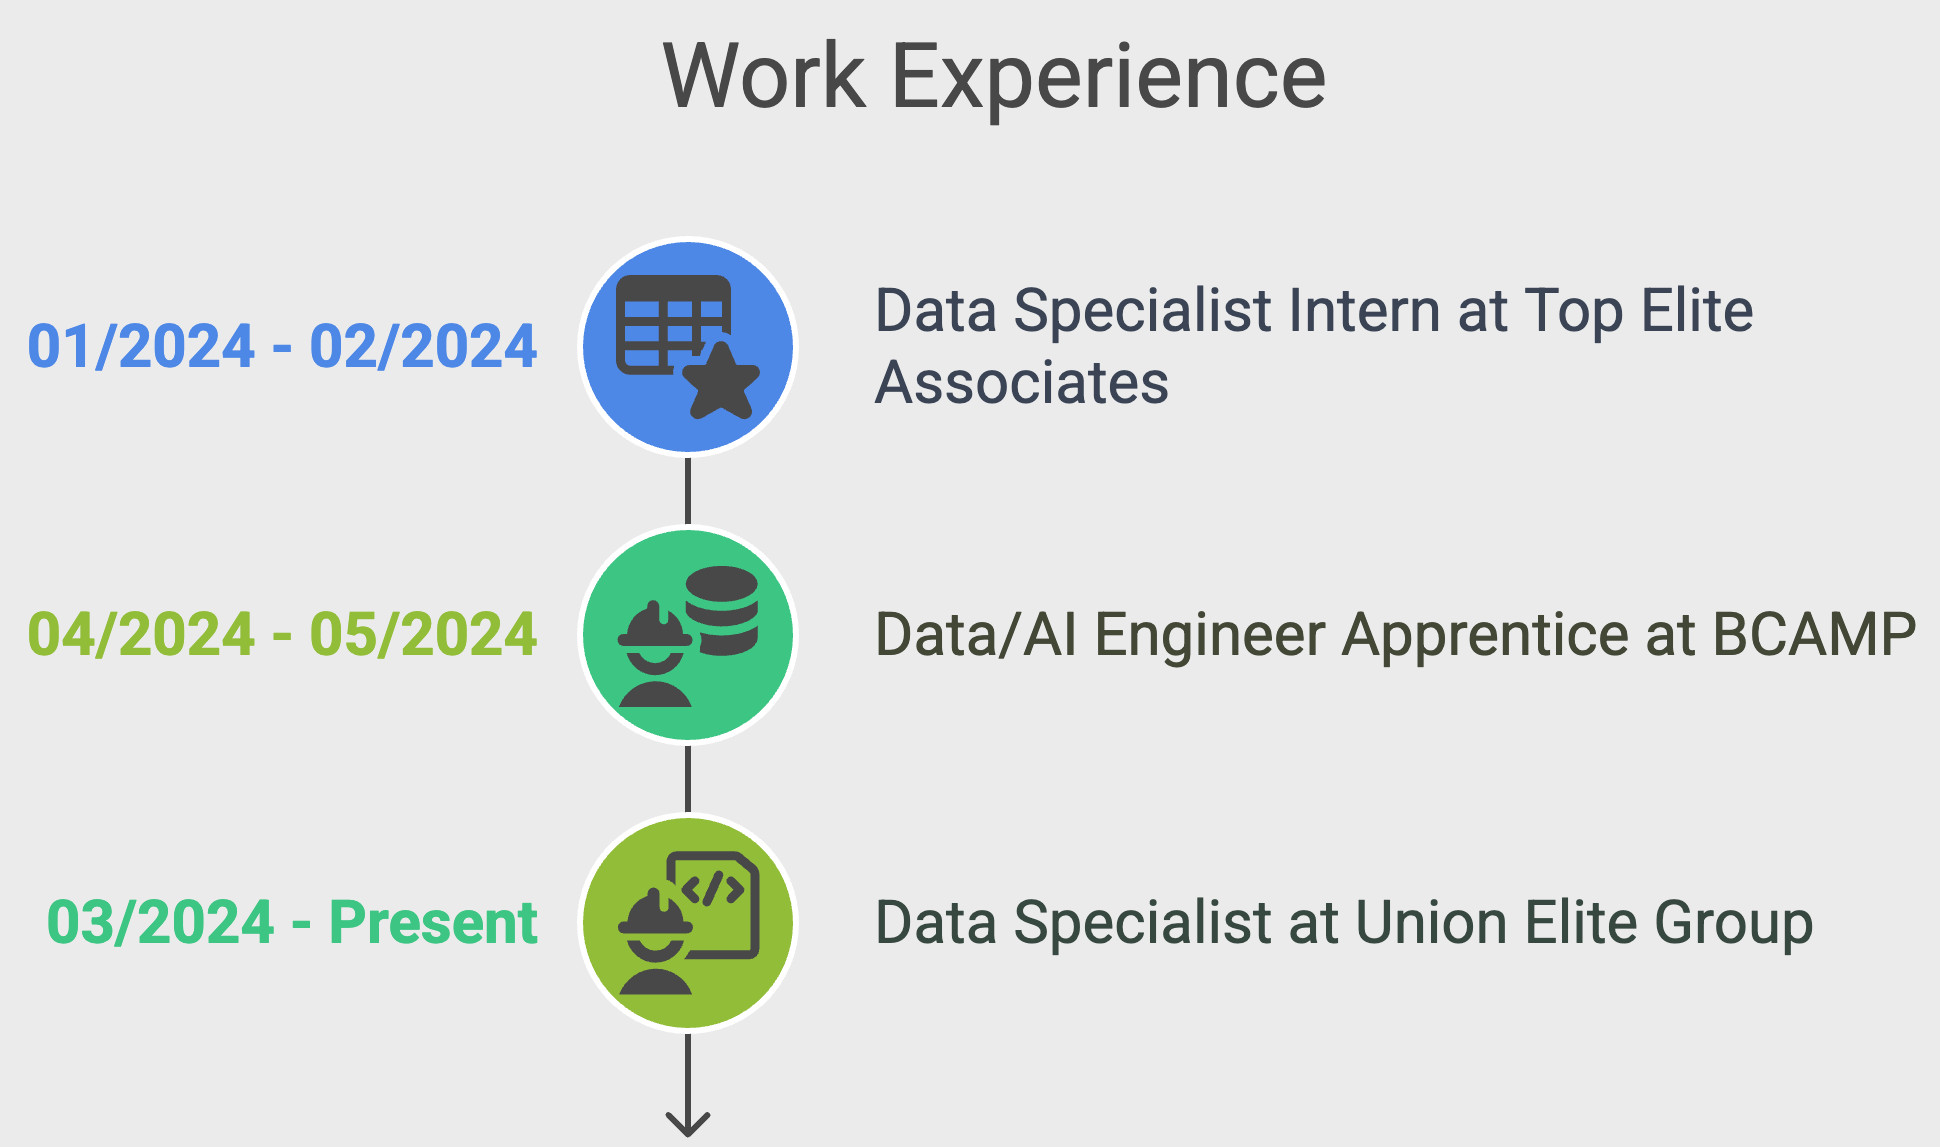 Work Experience
01/2024 - 02/2024
Data Specialist Intern at Top Elite
Associates
04/2024 - 05/2024
Data/AI Engineer Apprentice at BCAMP
</>
03/2024 - Present
Data Specialist at Union Elite Group